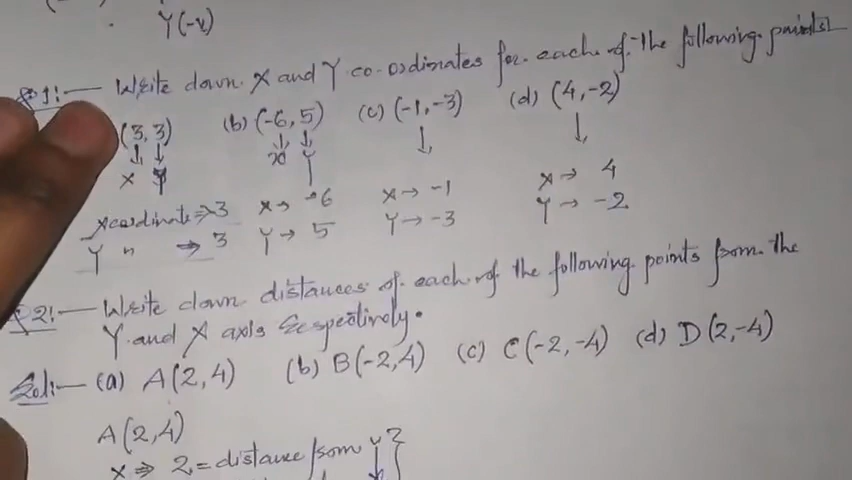 Y(-v)
Q1:— Write down X and Y co-ordinates for each of the following points
(3,3) (b) (-6,5) (c) (-1,-3) (d) (4,-2)
↓ ↓ ↓ ↓ ↓ ↓
x y x Y
x → 4
x coordinate ⇒ 3 x → -6 x → -1
Y → -2
Y " ⇒ 3 Y → 5 Y → -3
Q2:— Write down distances of each of the following points from the
Y and X axis respectively.
Sol:— (a) A(2,4) (b) B(-2,4) (c) C(-2,-4) (d) D(2,-4)
A(2,4)
x ⇒ 2 = distance from y